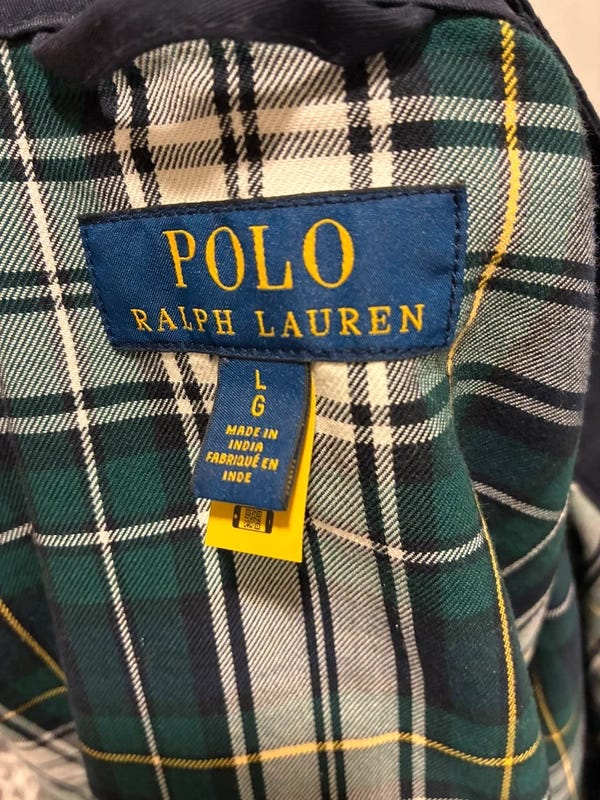 POLO
RALPH LAUREN
L
G
MADE IN
INDIA
FABRIQUÉ EN
INDE